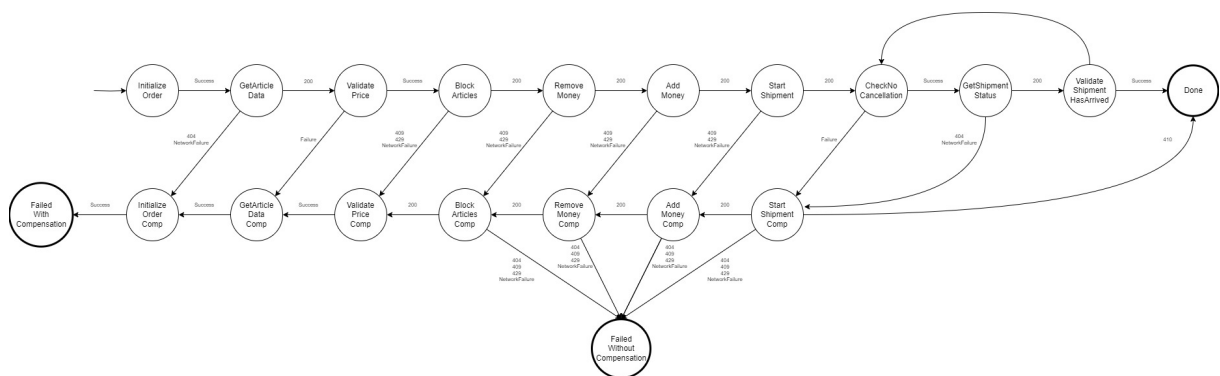 Initialize
Order
Success
GetArticle
Data
200
Validate
Price
Success
Block
Articles
200
Remove
Money
200
Add
Money
200
Start
Shipment
200
CheckNo
Cancellation
Success
GetShipment
Status
200
Validate
Shipment
HasArrived
Success
Done
404
NetworkFailure
Failure
409
429
NetworkFailure
409
429
NetworkFailure
409
429
NetworkFailure
409
429
NetworkFailure
Failure
404
NetworkFailure
410
Failed
With
Compensation
Success
Initialize
Order
Comp
Success
GetArticle
Data
Comp
Success
Validate
Price
Comp
200
Block
Articles
Comp
200
Remove
Money
Comp
200
Add
Money
Comp
200
Start
Shipment
Comp
404
409
429
NetworkFailure
404
409
429
NetworkFailure
404
409
429
NetworkFailure
404
409
429
NetworkFailure
Failed
Without
Compensation